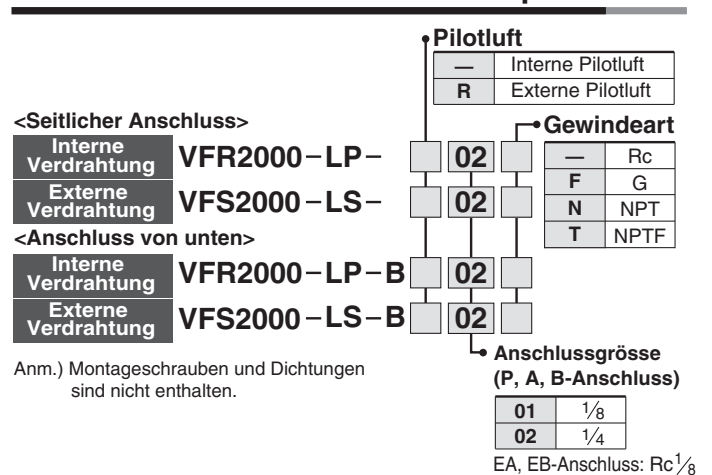 Pilotluft
— Interne Pilotluft
R Externe Pilotluft
<Seitlicher Anschluss>
Gewindeart
— Rc
F G
N NPT
T NPTF
Interne Verdrahtung VFR2000–LP– 02
Externe Verdrahtung VFS2000–LS– 02
<Anschluss von unten>
Interne Verdrahtung VFR2000–LP–B 02
Externe Verdrahtung VFS2000–LS–B 02
Anm.) Montageschrauben und Dichtungen
sind nicht enthalten.
Anschlussgrösse
(P, A, B-Anschluss)
01 1/8
02 1/4
EA, EB-Anschluss: Rc1/8